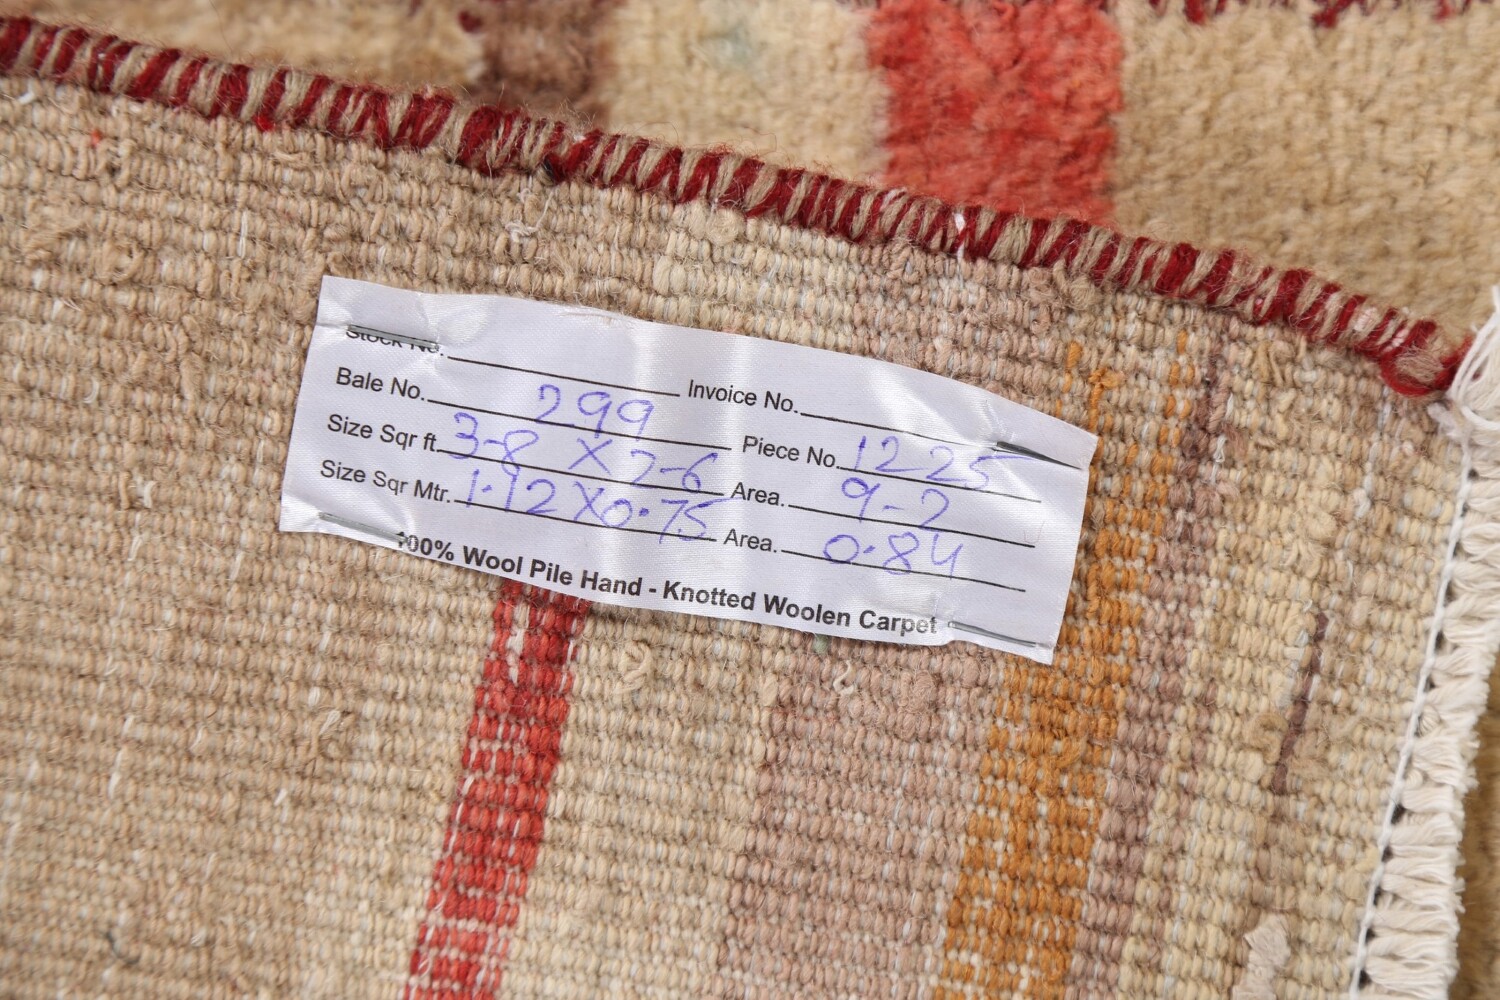 Stock No. Invoice No.
Bale No. 299 Piece No. 1225
Size Sqr ft. 3-8 X 2-6 Area. 9-2
Size Sqr Mtr. 1.12 X 0.75 Area. 0.84
100% Wool Pile Hand - Knotted Woolen Carpet